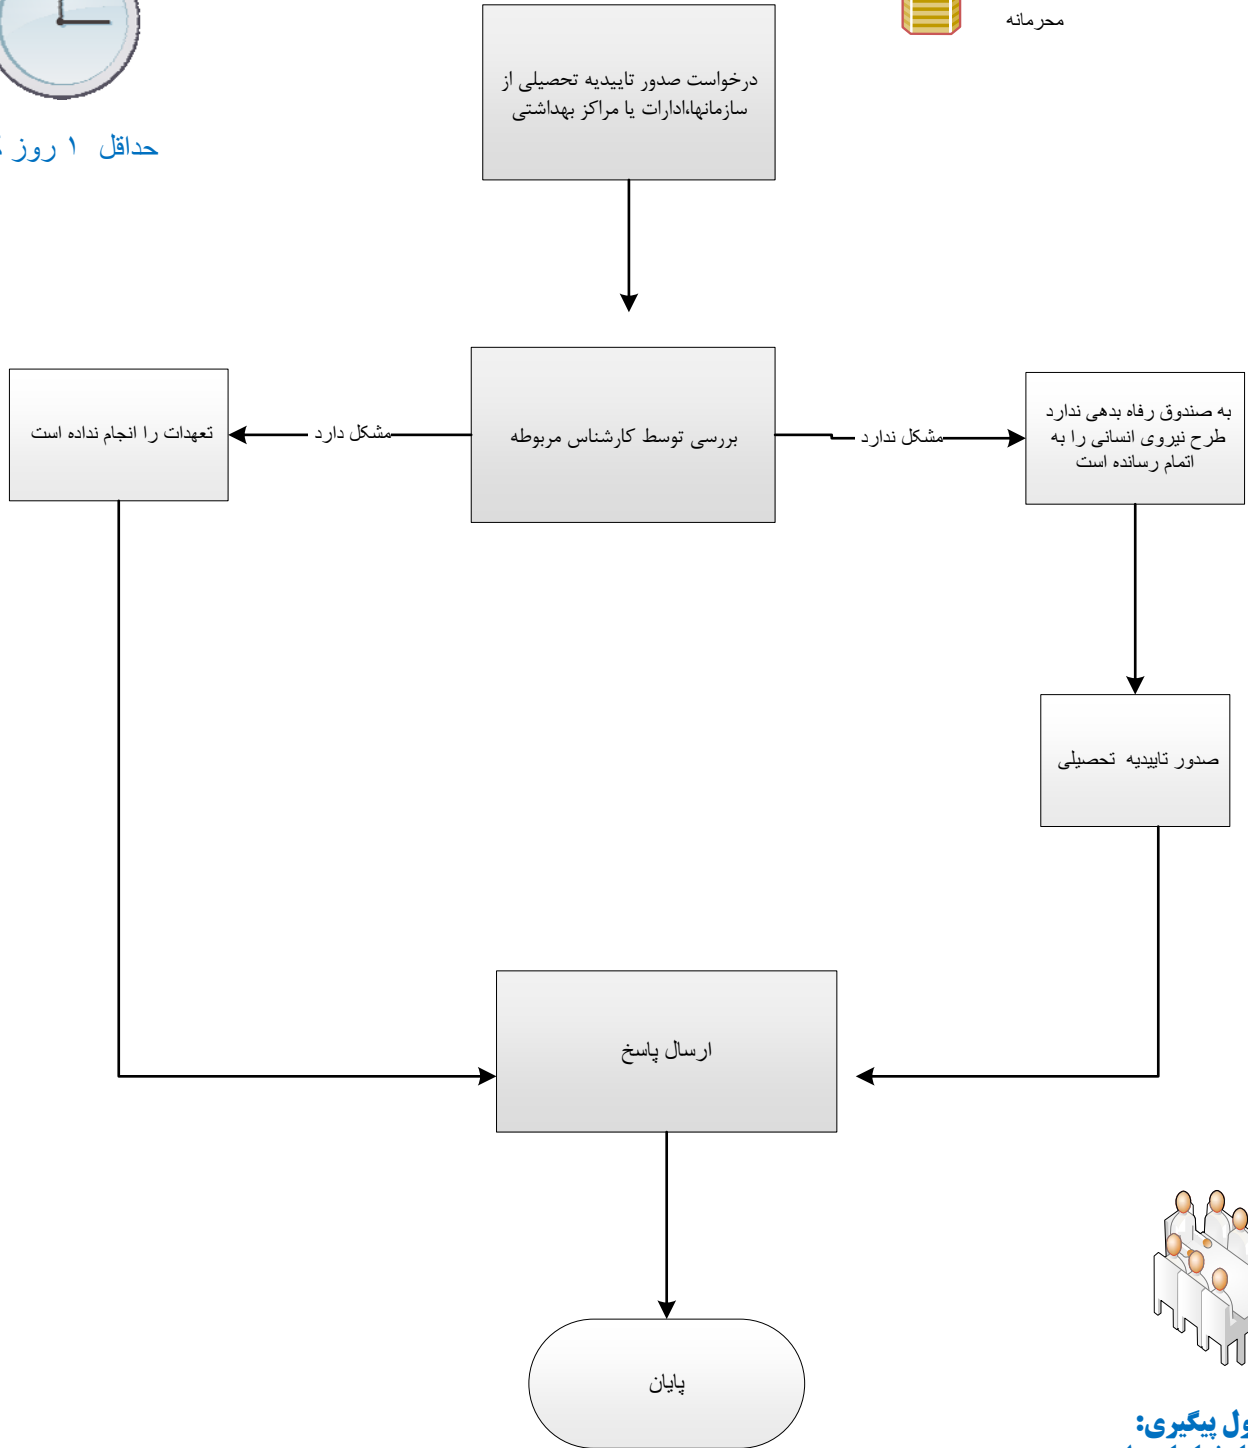 محرمانه
درخواست صدور تاییدیه تحصیلی از
سازمانها،ادارات یا مراکز بهداشتی
حداقل ۱ روز
به صندوق رفاه بدهی ندارد
طرح نیروی انسانی را به
اتمام رسانده است
مشکل ندارد
بررسی توسط کارشناس مربوطه
مشکل دارد
تعهدات را انجام نداده است
صدور تاییدیه تحصیلی
ارسال پاسخ
پایان
پیگیری: